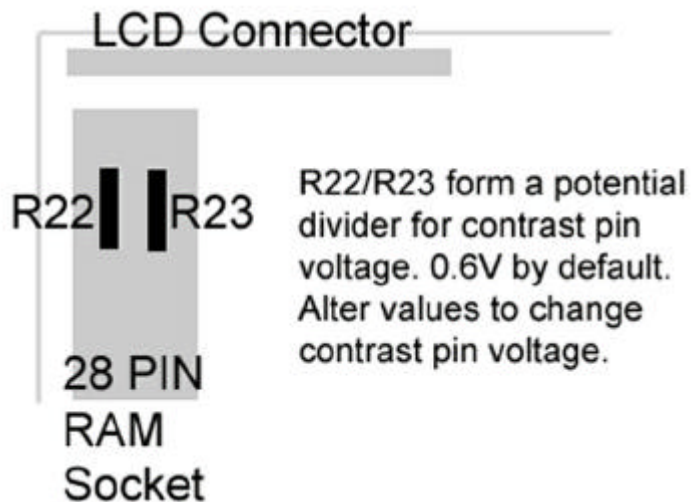 LCD Connector
R22
R23
R22/R23 form a potential
divider for contrast pin
voltage. 0.6V by default.
Alter values to change
contrast pin voltage.
28 PIN
RAM
Socket